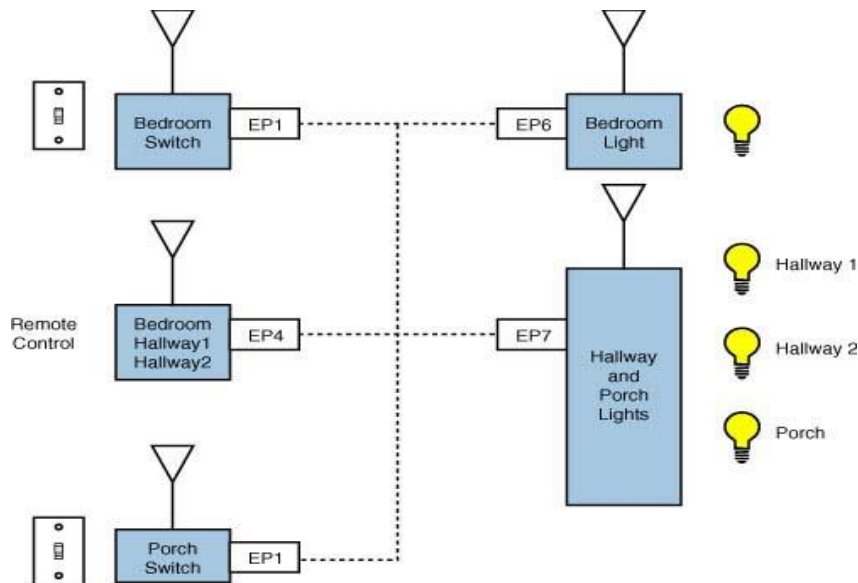 Bedroom
Switch
EP1
EP6
Bedroom
Light
Remote
Control
Bedroom
Hallway1
Hallway2
EP4
EP7
Hallway
and
Porch
Lights
Hallway 1
Hallway 2
Porch
Porch
Switch
EP1